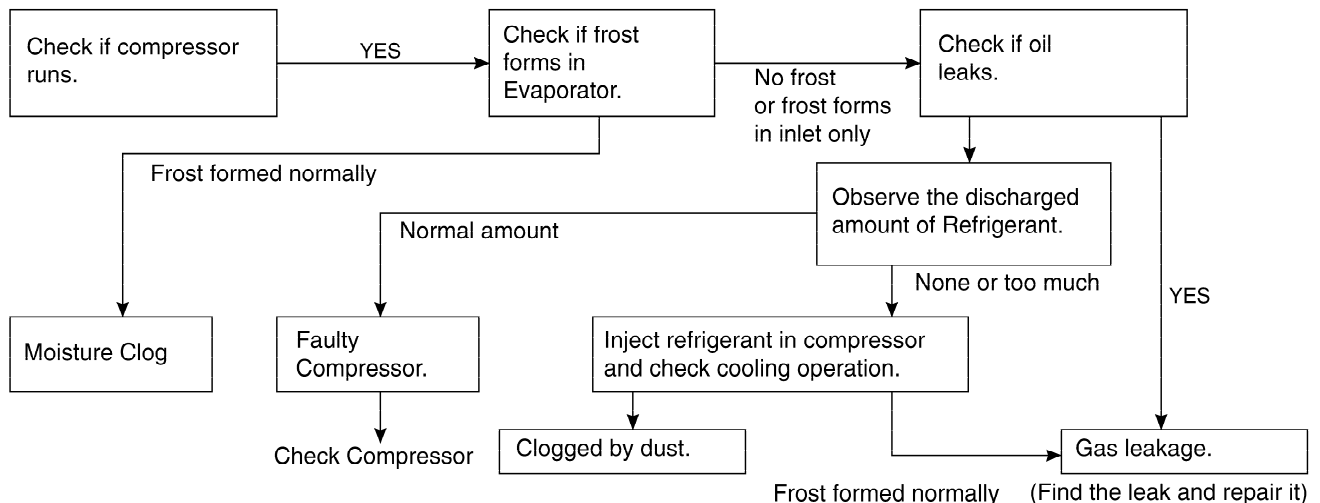 Check if compressor
runs.
YES
Check if frost
forms in
Evaporator.
No frost
or frost forms
in inlet only
Check if oil
leaks.
Frost formed normally
Observe the discharged
amount of Refrigerant.
Normal amount
None or too much
YES
Moisture Clog
Faulty
Compressor.
Inject refrigerant in compressor
and check cooling operation.
Check Compressor
Clogged by dust.
Gas leakage.
Frost formed normally
(Find the leak and repair it)